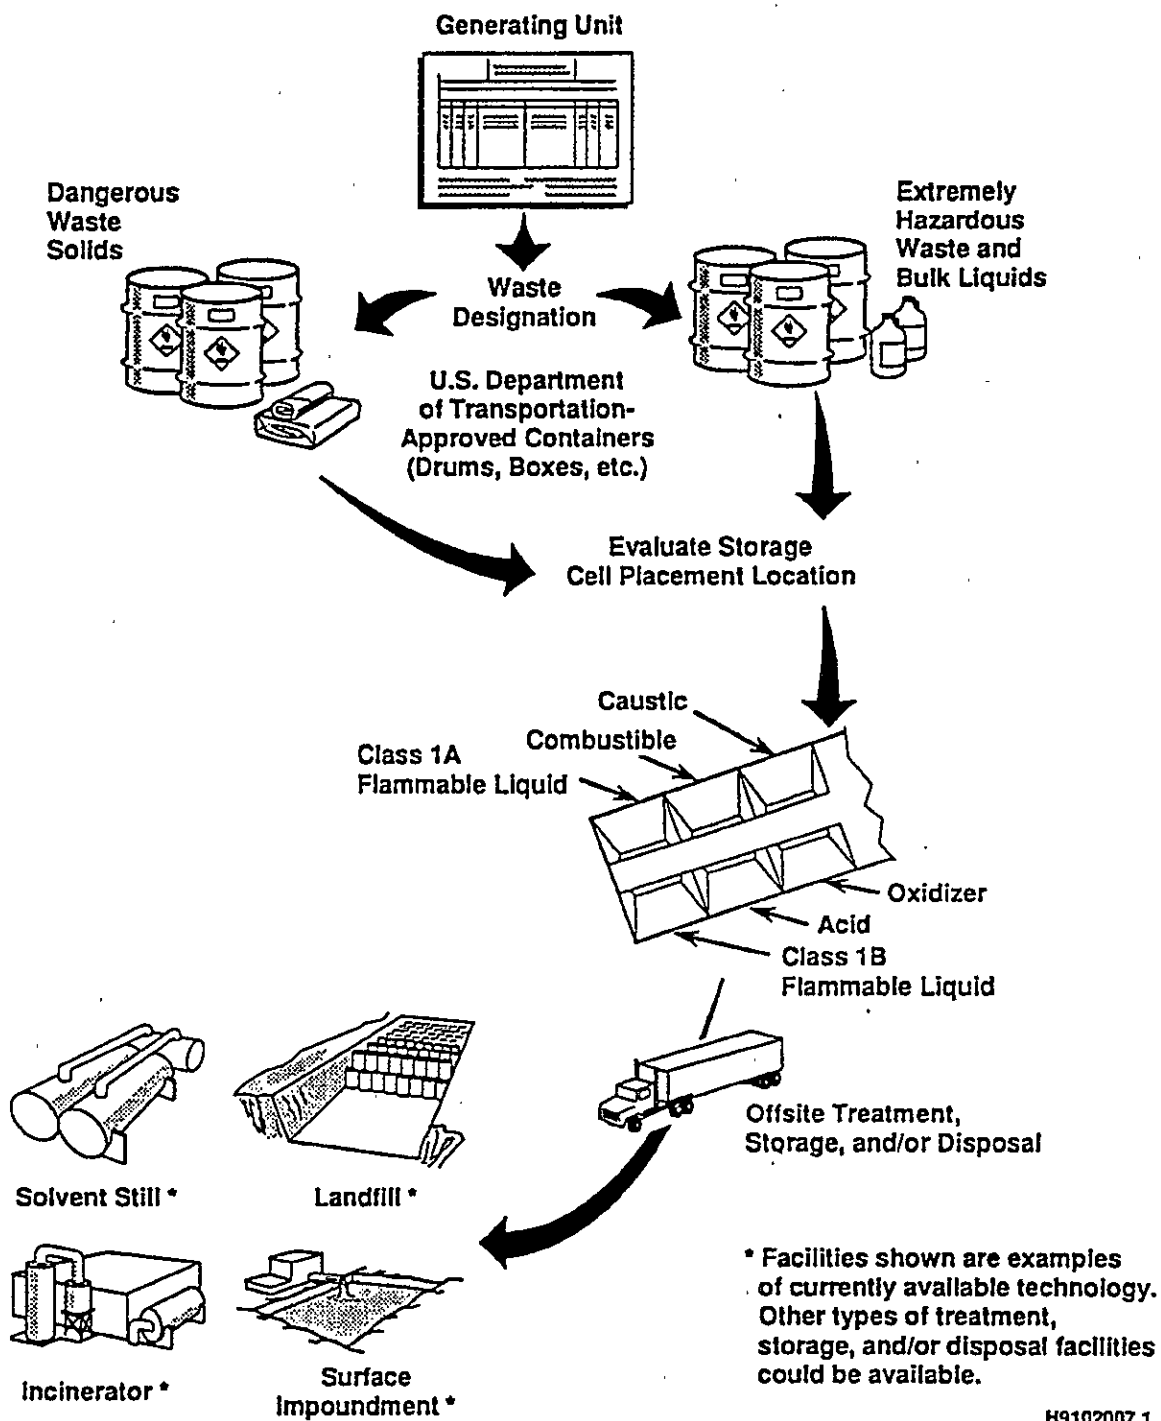 Generating Unit
Dangerous
Waste
Solids
Extremely
Hazardous
Waste and
Bulk Liquids
Waste
Designation
U.S. Department
of Transportation-
Approved Containers
(Drums, Boxes, etc.)
Evaluate Storage
Cell Placement Location
Caustic
Combustible
Class 1A
Flammable Liquid
Oxidizer
Acid
Class 1B
Flammable Liquid
Offsite Treatment,
Storage, and/or Disposal
Solvent Still *
Landfill *
Incinerator *
Surface
Impoundment *
* Facilities shown are examples
of currently available technology.
Other types of treatment,
storage, and/or disposal facilities
could be available.
H9102007.1